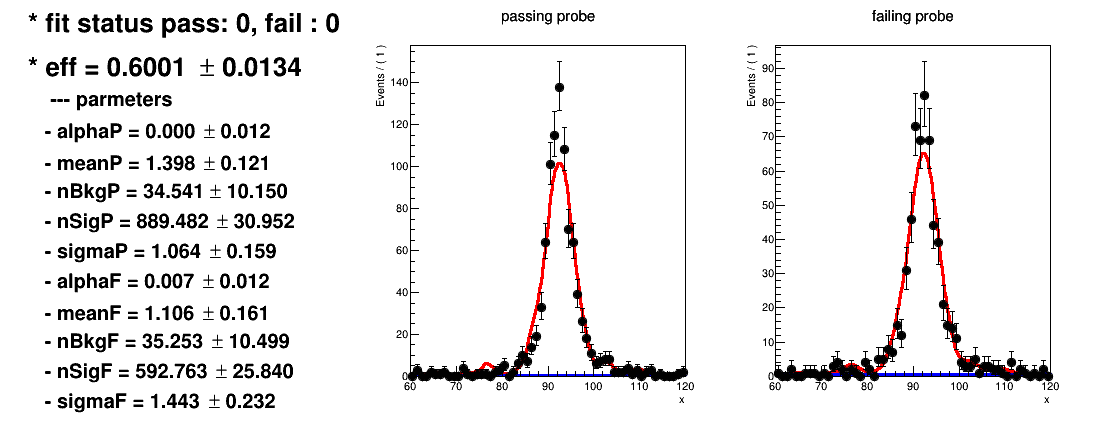 * fit status pass: 0, fail : 0
* eff = 0.6001 ± 0.0134
--- parmeters
- alphaP = 0.000 ± 0.012
- meanP = 1.398 ± 0.121
- nBkgP = 34.541 ± 10.150
- nSigP = 889.482 ± 30.952
- sigmaP = 1.064 ± 0.159
- alphaF = 0.007 ± 0.012
- meanF = 1.106 ± 0.161
- nBkgF = 35.253 ± 10.499
- nSigF = 592.763 ± 25.840
- sigmaF = 1.443 ± 0.232
passing probe
Events / ( 1 )
140
120
100
80
60
40
20
0
60 70 80 90 100 110 120
x
failing probe
Events / ( 1 )
90
80
70
60
50
40
30
20
10
0
60 70 80 90 100 110 120
x